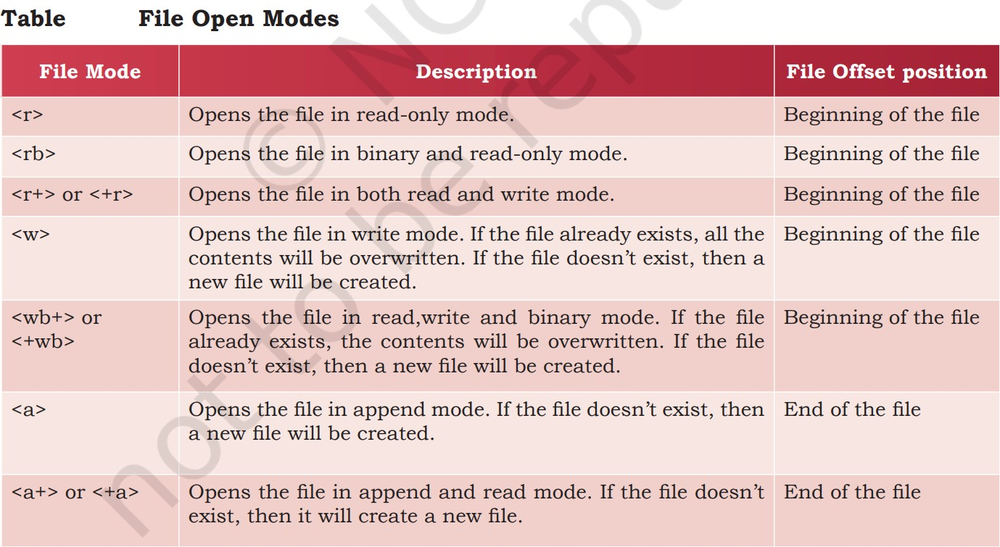 Table File Open Modes
File Mode Description File Offset position
<r> Opens the file in read-only mode. Beginning of the file
<rb> Opens the file in binary and read-only mode. Beginning of the file
<r+> or <+r> Opens the file in both read and write mode. Beginning of the file
<w> Opens the file in write mode. If the file already exists, all the Beginning of the file
contents will be overwritten. If the file doesn’t exist, then a
new file will be created.
<wb+> or Opens the file in read,write and binary mode. If the file Beginning of the file
<+wb> already exists, the contents will be overwritten. If the file
doesn’t exist, then a new file will be created.
<a> Opens the file in append mode. If the file doesn’t exist, then End of the file
a new file will be created.
<a+> or <+a> Opens the file in append and read mode. If the file doesn’t End of the file
exist, then it will create a new file.
©
not to be